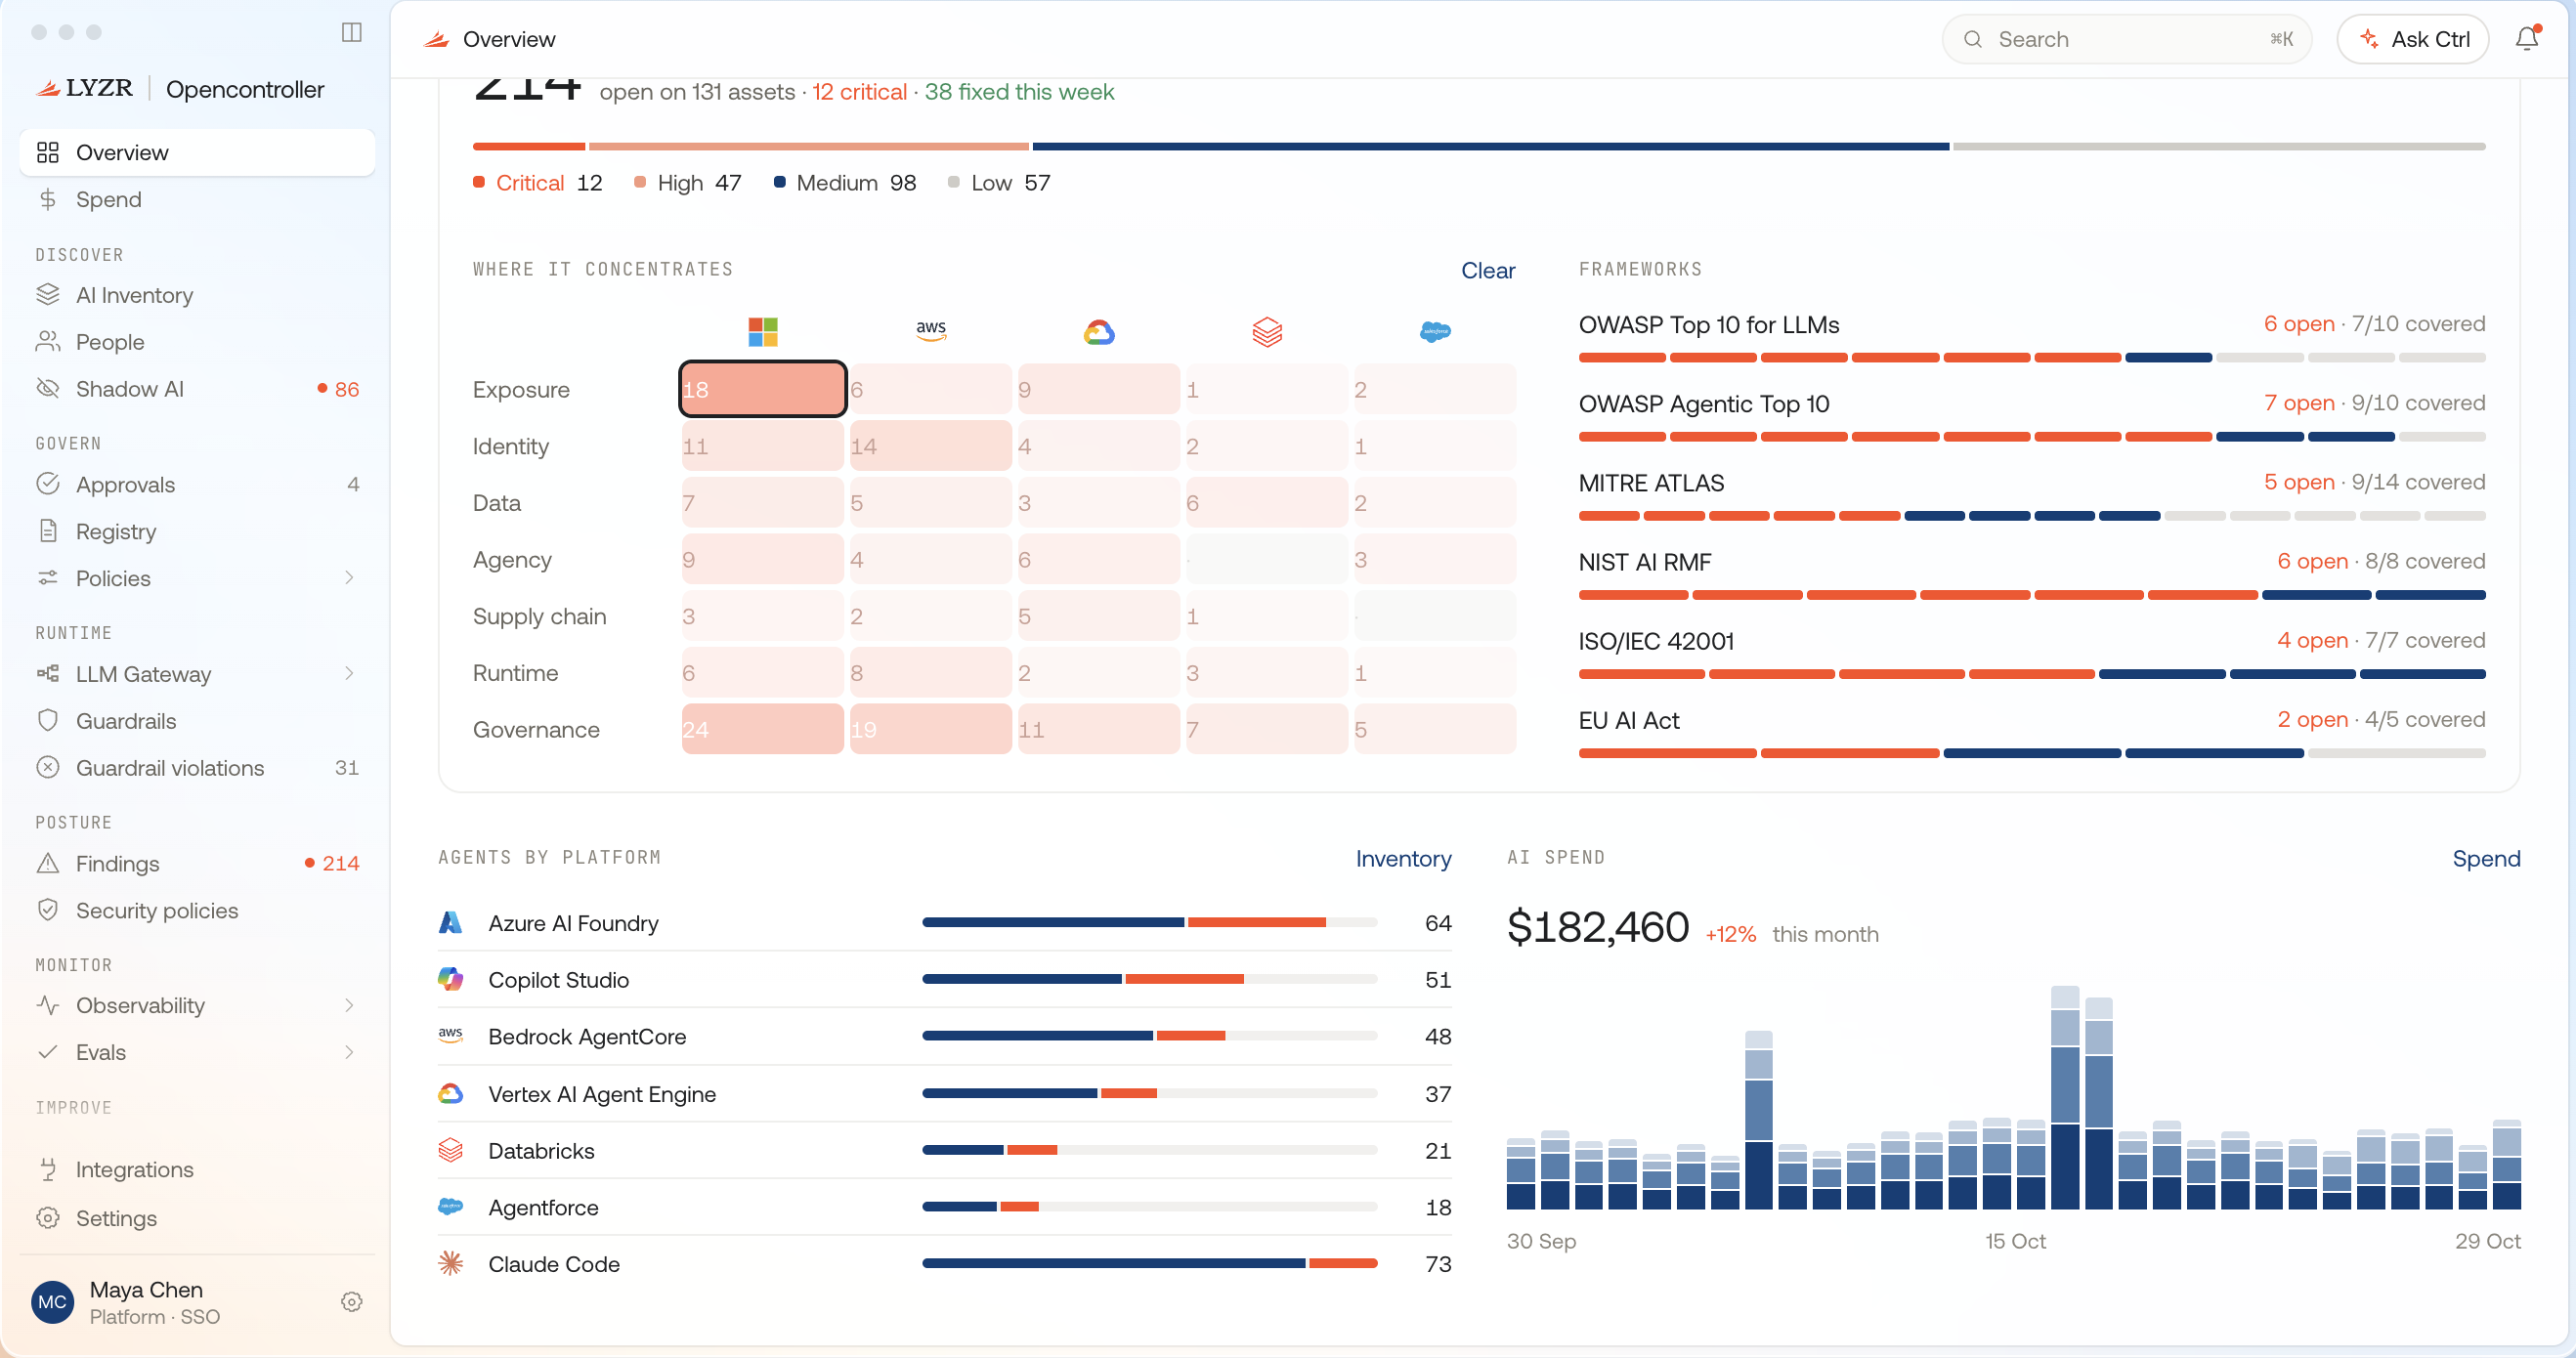 LYZR | Opencontroller
Overview
Spend
DISCOVER
AI Inventory
People
Shadow AI 86
GOVERN
Approvals 4
Registry
Policies
RUNTIME
LLM Gateway
Guardrails
Guardrail violations 31
POSTURE
Findings 214
Security policies
MONITOR
Observability
Evals
IMPROVE
Integrations
Settings
MC
Maya Chen
Platform · SSO
Overview
Search ⌘K
Ask Ctrl
214 open on 131 assets · 12 critical · 38 fixed this week
Critical 12 High 47 Medium 98 Low 57
WHERE IT CONCENTRATES Clear
aws salesforce
Exposure 18 6 9 1 2
Identity 11 14 4 2 1
Data 7 5 3 6 2
Agency 9 4 6 · 3
Supply chain 3 2 5 1 ·
Runtime 6 8 2 3 1
Governance 24 19 11 7 5
FRAMEWORKS
OWASP Top 10 for LLMs 6 open · 7/10 covered
OWASP Agentic Top 10 7 open · 9/10 covered
MITRE ATLAS 5 open · 9/14 covered
NIST AI RMF 6 open · 8/8 covered
ISO/IEC 42001 4 open · 7/7 covered
EU AI Act 2 open · 4/5 covered
AGENTS BY PLATFORM Inventory
Azure AI Foundry 64
Copilot Studio 51
aws Bedrock AgentCore 48
Vertex AI Agent Engine 37
Databricks 21
Agentforce 18
Claude Code 73
AI SPEND Spend
$182,460 +12% this month
30 Sep 15 Oct 29 Oct